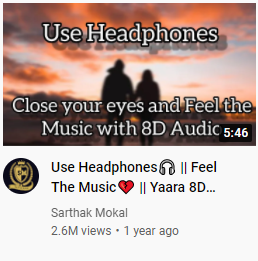 Use Headphones
Close your eyes and Feel the
Music with 8D Audio
5:46
Use Headphones🎧 || Feel
The Music💔 || Yaara 8D...
Sarthak Mokal
2.6M views • 1 year ago